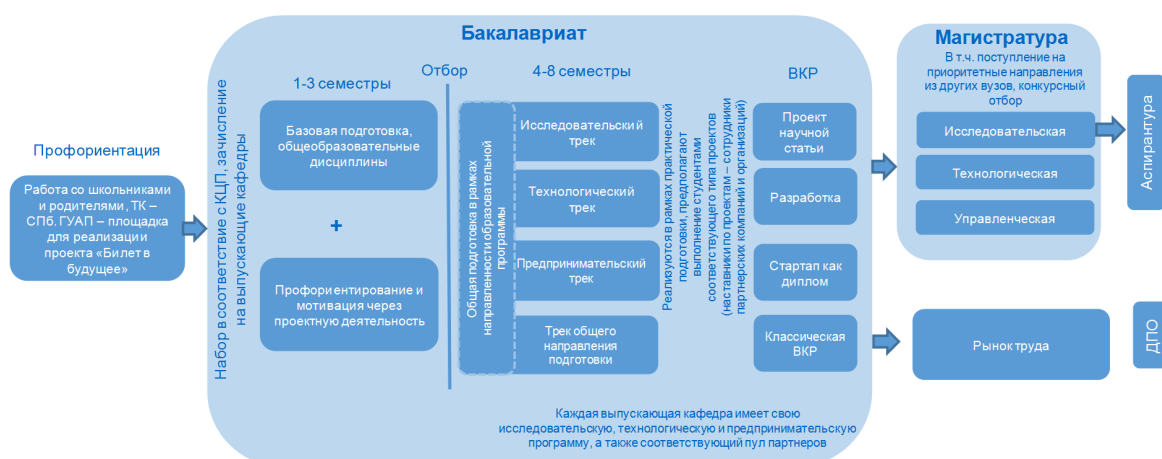 Профориентация
Работа со школьниками
и родителями, ТК –
СПб. ГУАП – площадка
для реализации
проекта «Билет в
будущее»
Набор в соответствие с КЦП, зачисление
на выпускающие кафедры
Бакалавриат
1-3 семестры
Базовая подготовка,
общеобразовательные
дисциплины
+
Профориентирование и
мотивация через
проектную деятельность
Отбор
4-8 семестры
Общая подготовка в рамках
направленности образовательной
программы
Исследовательский
трек
Технологический
трек
Предпринимательский
трек
Трек общего
направления
подготовки
Реализуются в рамках практической
подготовки, предполагают
выполнение студентами
соответствующего типа проектов
(наставники по проектам – сотрудники
партнерских компаний и организаций)
ВКР
Проект
научной
статьи
Разработка
Стартап как
диплом
Классическая
ВКР
Каждая выпускающая кафедра имеет свою
исследовательскую, технологическую и предпринимательскую
программу, а также соответствующий пул партнеров
Магистратура
В т.ч. поступление на
приоритетные направления
из других вузов, конкурсный
отбор
Исследовательская
Технологическая
Управленческая
Рынок труда
Аспирантура
ДПО